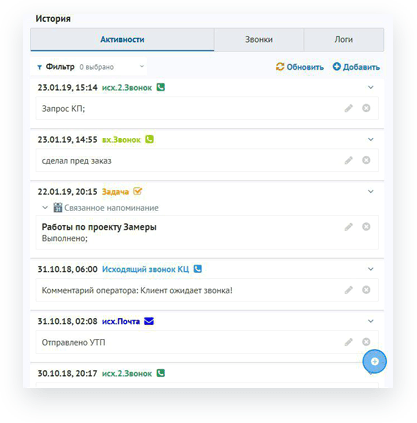 История
Активности Звонки Логи
Фильтр 0 выбрано Обновить Добавить
23.01.19, 15:14 исх.2.Звонок
Запрос КП;
23.01.19, 14:55 вх.Звонок
сделал пред заказ
22.01.19, 20:15 Задача
Связанное напоминание
Работы по проекту Замеры
Выполнено;
31.10.18, 06:00 Исходящий звонок КЦ
Комментарий оператора: Клиент ожидает звонка!
31.10.18, 02:08 исх.Почта
Отправлено УТП
30.10.18, 20:17 исх.2.Звонок